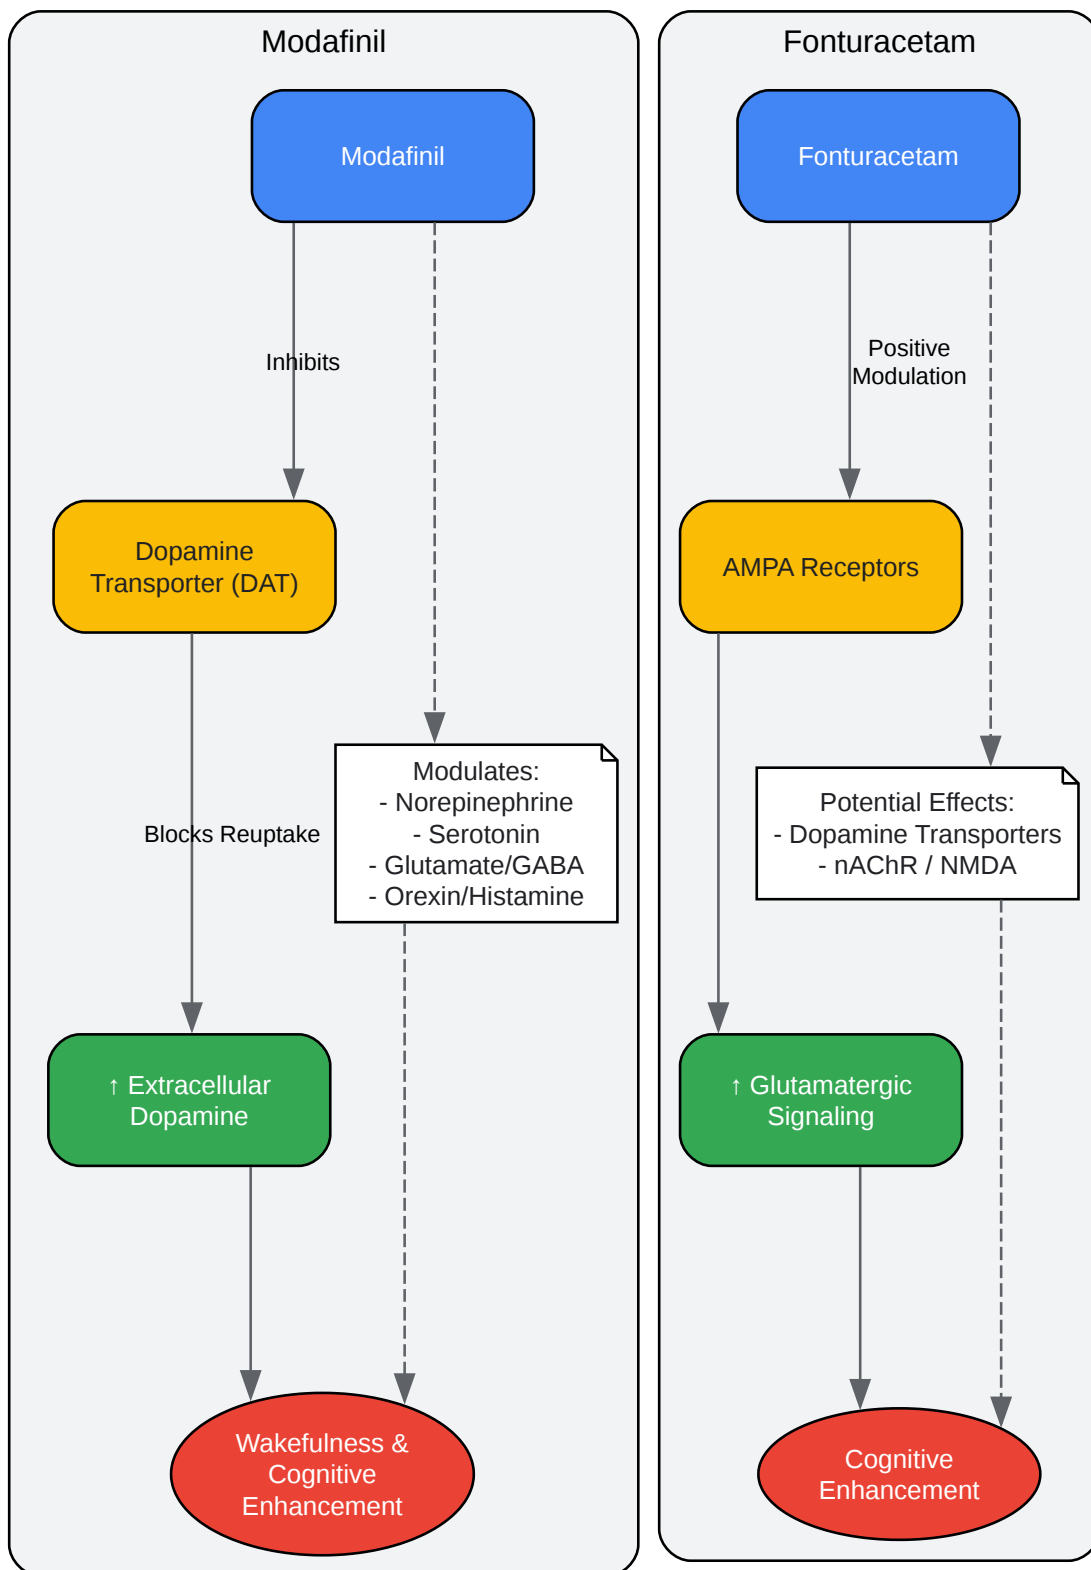 Modafinil
Modafinil
Inhibits
Dopamine
Transporter (DAT)
Modulates:
- Norepinephrine
- Serotonin
- Glutamate/GABA
- Orexin/Histamine
Blocks Reuptake
↑ Extracellular
Dopamine
Wakefulness &
Cognitive
Enhancement
Fonturacetam
Fonturacetam
Positive
Modulation
AMPA Receptors
Potential Effects:
- Dopamine Transporters
- nAChR / NMDA
↑ Glutamatergic
Signaling
Cognitive
Enhancement